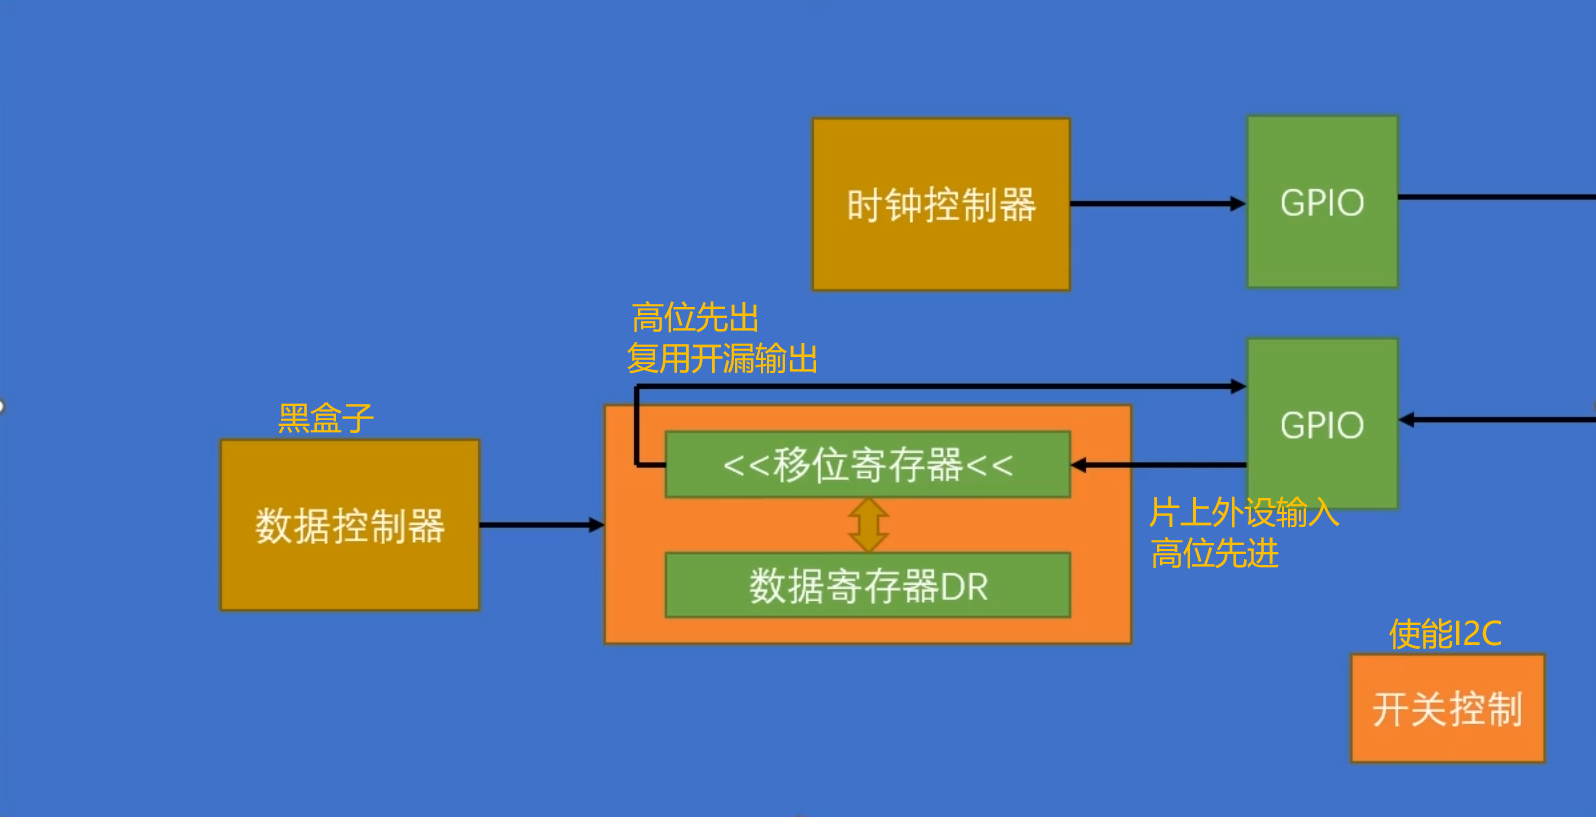 时钟控制器
GPIO
高位先出
复用开漏输出
黑盒子
GPIO
<<移位寄存器<<
数据控制器
片上外设输入
高位先进
数据寄存器DR
使能I2C
开关控制